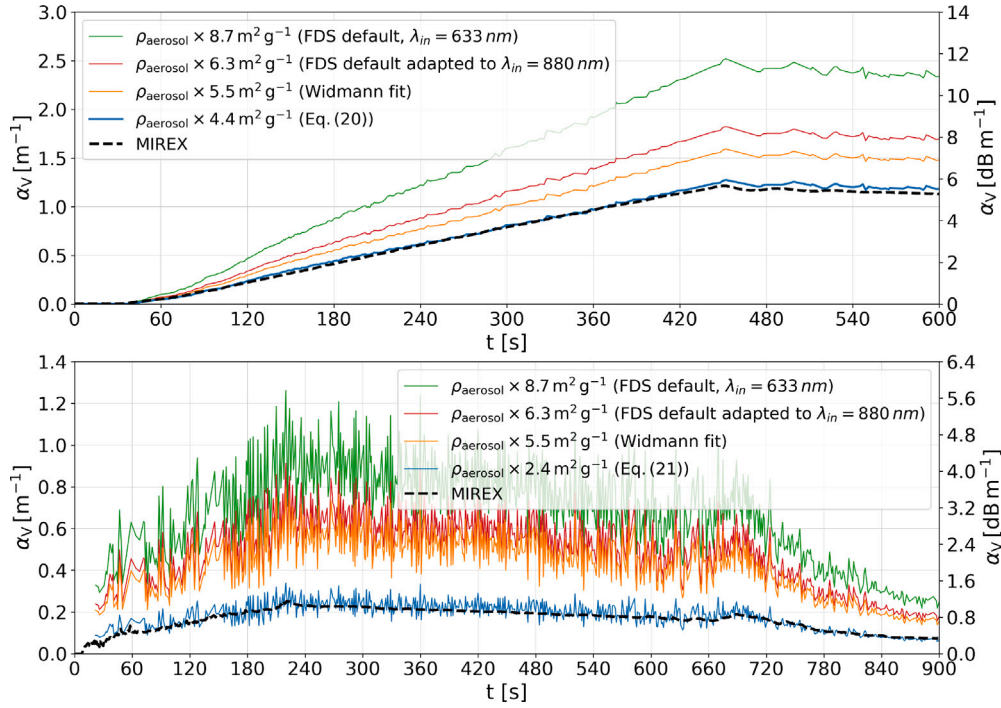 ρaerosol × 8.7 m² g⁻¹ (FDS default, λin = 633 nm)
ρaerosol × 6.3 m² g⁻¹ (FDS default adapted to λin = 880 nm)
ρaerosol × 5.5 m² g⁻¹ (Widmann fit)
ρaerosol × 4.4 m² g⁻¹ (Eq. (20))
MIREX
αV [m⁻¹]
3.0
2.5
2.0
1.5
1.0
0.5
0.0
αV [dB m⁻¹]
14
12
10
8
6
4
2
0
0 60 120 180 240 300 360 420 480 540 600
t [s]
ρaerosol × 8.7 m² g⁻¹ (FDS default, λin = 633 nm)
ρaerosol × 6.3 m² g⁻¹ (FDS default adapted to λin = 880 nm)
ρaerosol × 5.5 m² g⁻¹ (Widmann fit)
ρaerosol × 2.4 m² g⁻¹ (Eq. (21))
MIREX
αV [m⁻¹]
1.4
1.2
1.0
0.8
0.6
0.4
0.2
0.0
αV [dB m⁻¹]
6.4
5.6
4.8
4.0
3.2
2.4
1.6
0.8
0.0
0 60 120 180 240 300 360 420 480 540 600 660 720 780 840 900
t [s]